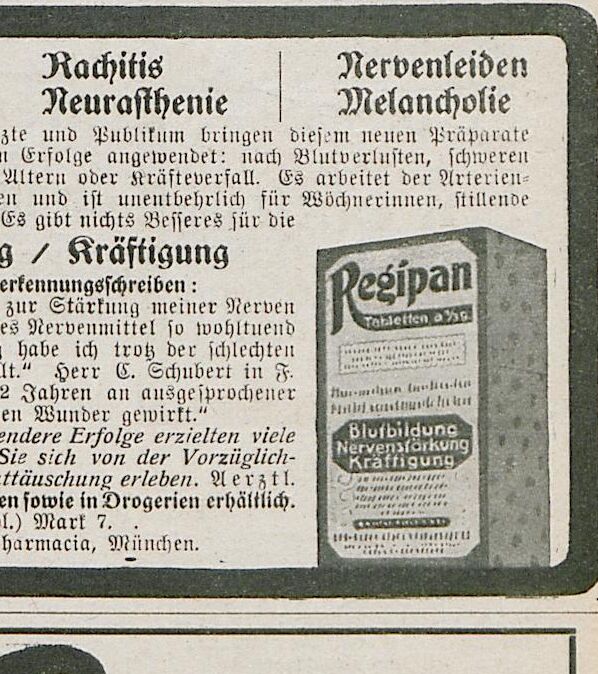 Rachitis
Neurasthenie
Nervenleiden
Melancholie
zte und Publikum bringen diesem neuen Präparate
n Erfolge angewendet: nach Blutverlusten, schweren
Altern oder Kräfteverfall. Es arbeitet der Arterien-
en und ist unentbehrlich für Wöchnerinnen, stillende
Es gibt nichts Besseres für die
g / Kräftigung
erkennungsschreiben:
zur Stärkung meiner Nerven
es Nervenmittel so wohltuend
g habe ich trotz der schlechten
lt." Herr C. Schubert in F.
2 Jahren an ausgesprochener
en Wunder gewirkt."
endere Erfolge erzielten viele
Sie sich von der Vorzüglich-
ttäuschung erleben. Aerztl.
en sowie in Drogerien erhältlich.
l.) Mark 7. .
harmacia, München.
Regipan
Tabletten a ⅓g.
Blutbildung
Nervenstörkung
Kräftigung